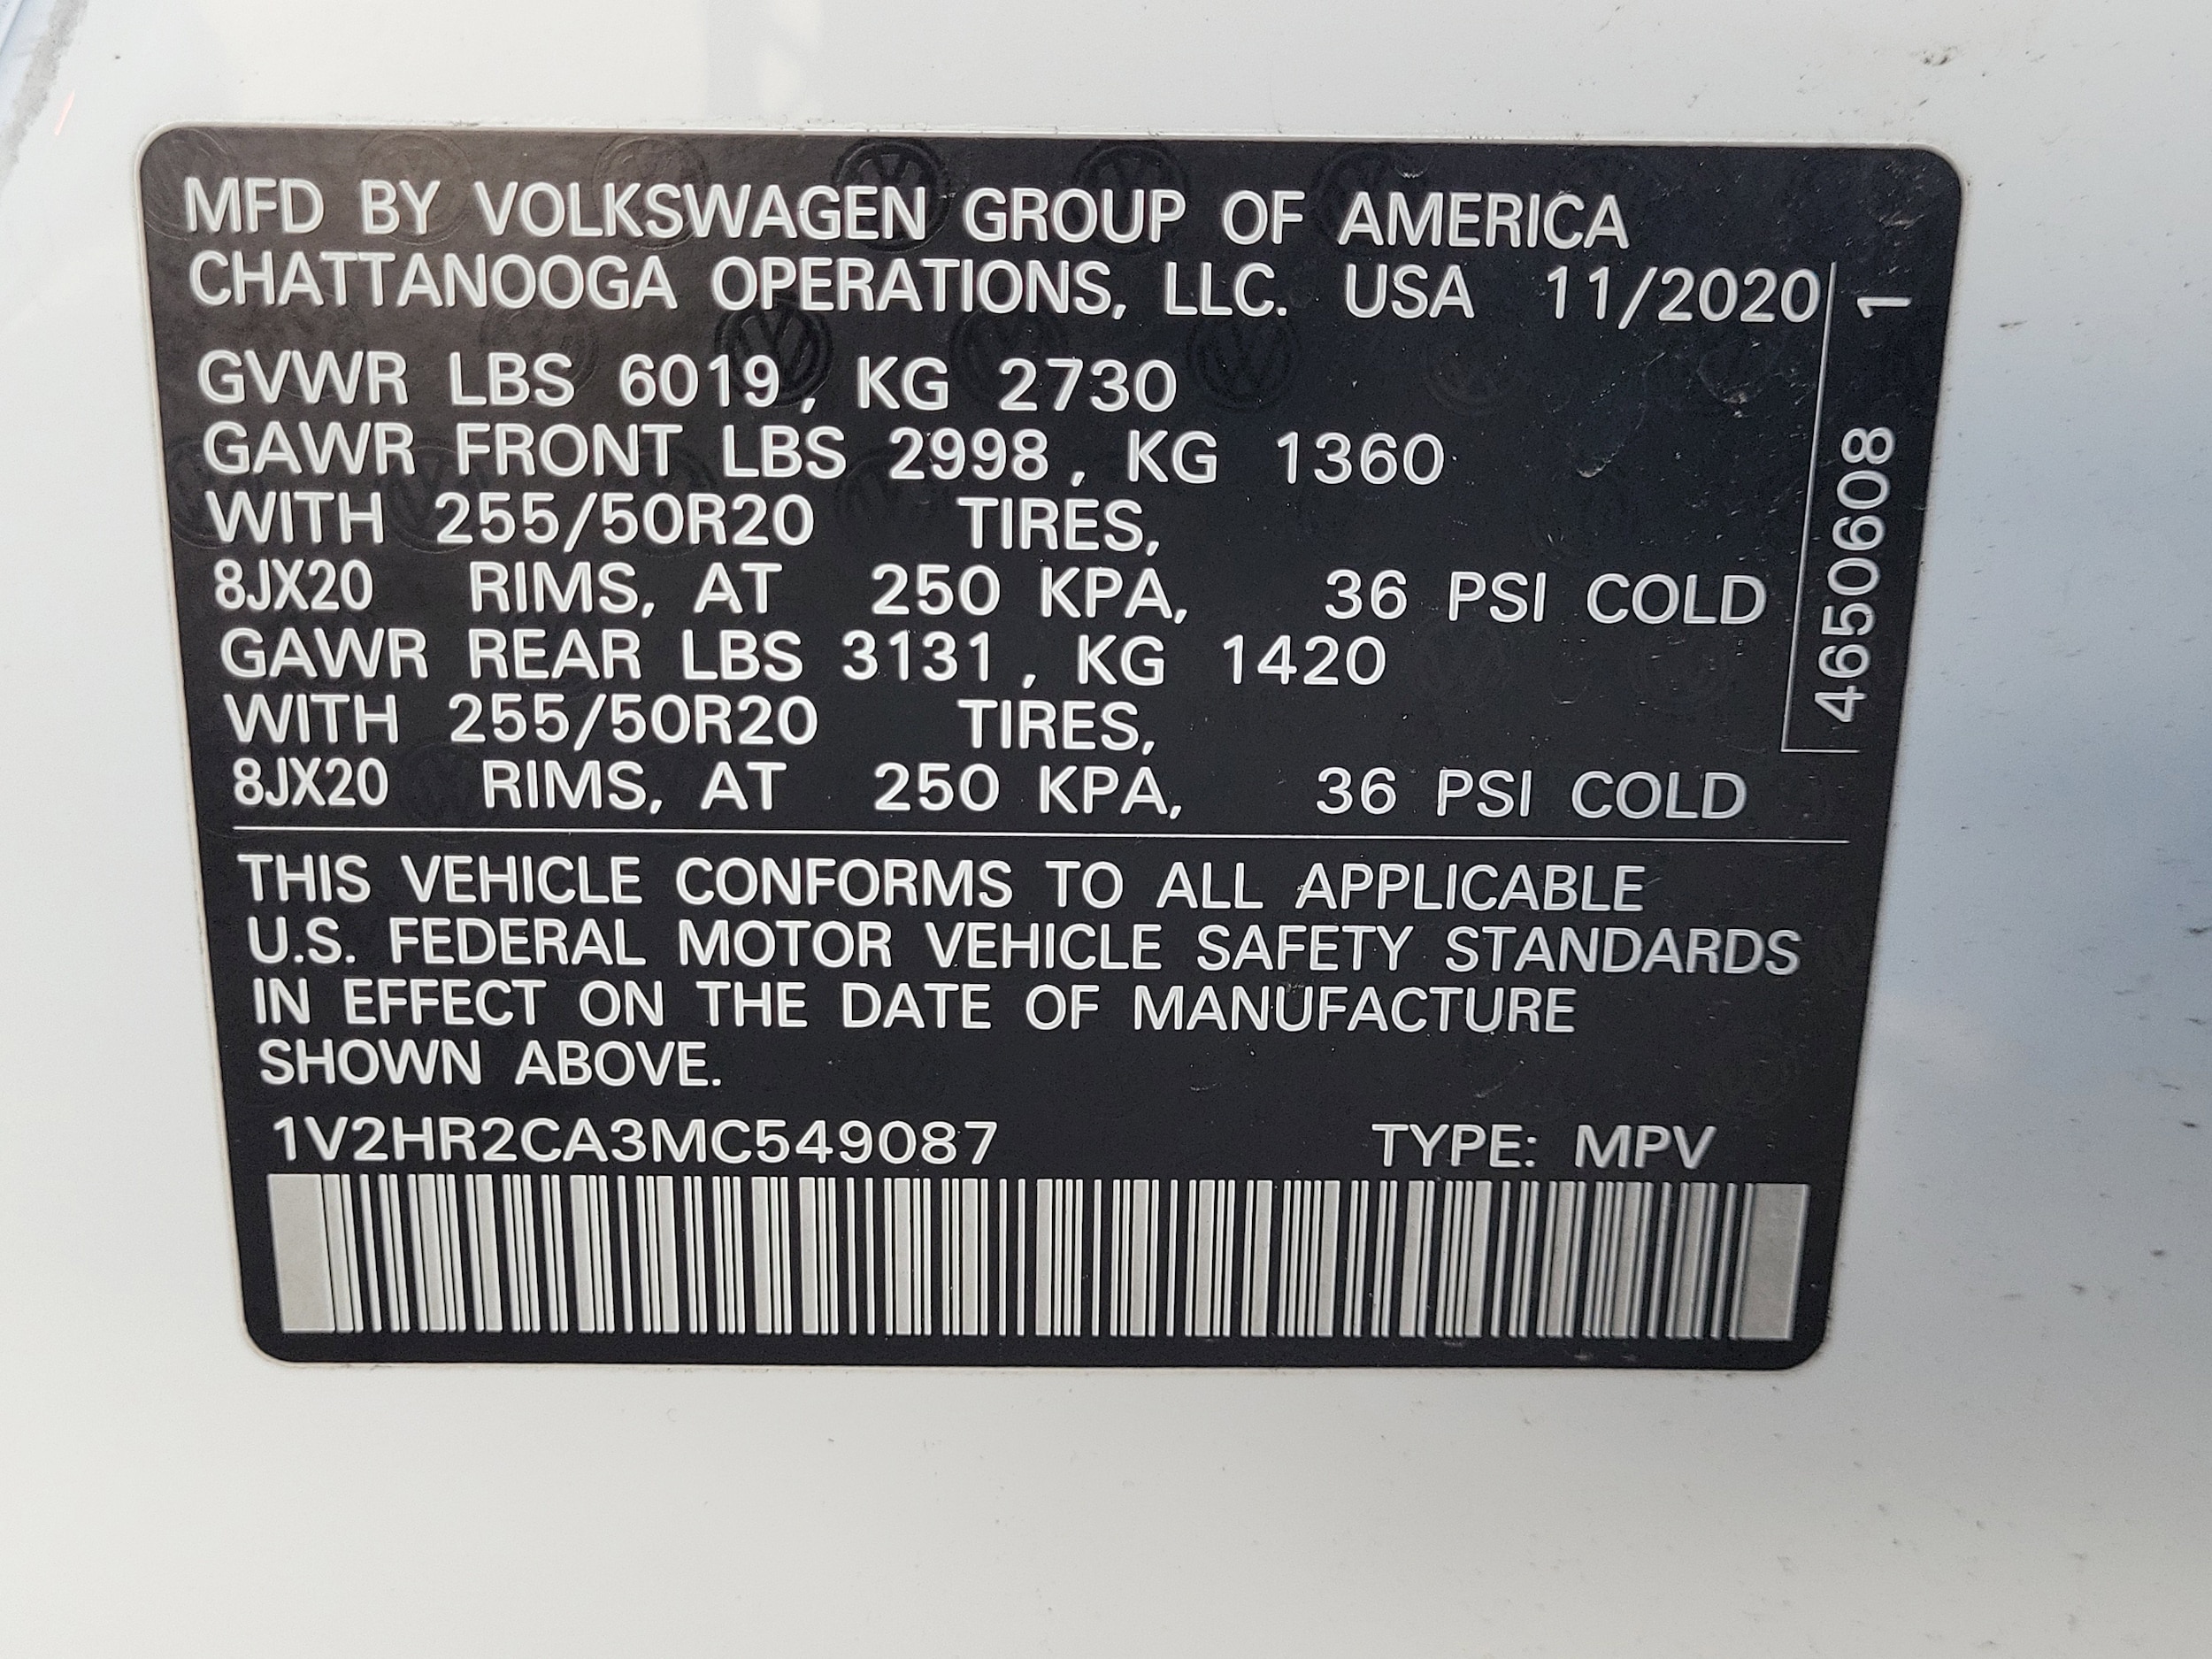 MFD BY VOLKSWAGEN GROUP OF AMERICA
CHATTANOOGA OPERATIONS, LLC. USA 11/2020
GVWR LBS 6019, KG 2730
GAWR FRONT LBS 2998, KG 1360
WITH 255/50R20 TIRES,
8JX20 RIMS, AT 250 KPA, 36 PSI COLD
GAWR REAR LBS 3131, KG 1420
WITH 255/50R20 TIRES,
8JX20 RIMS, AT 250 KPA, 36 PSI COLD
4650608 1
THIS VEHICLE CONFORMS TO ALL APPLICABLE
U.S. FEDERAL MOTOR VEHICLE SAFETY STANDARDS
IN EFFECT ON THE DATE OF MANUFACTURE
SHOWN ABOVE.
1V2HR2CA3MC549087 TYPE: MPV